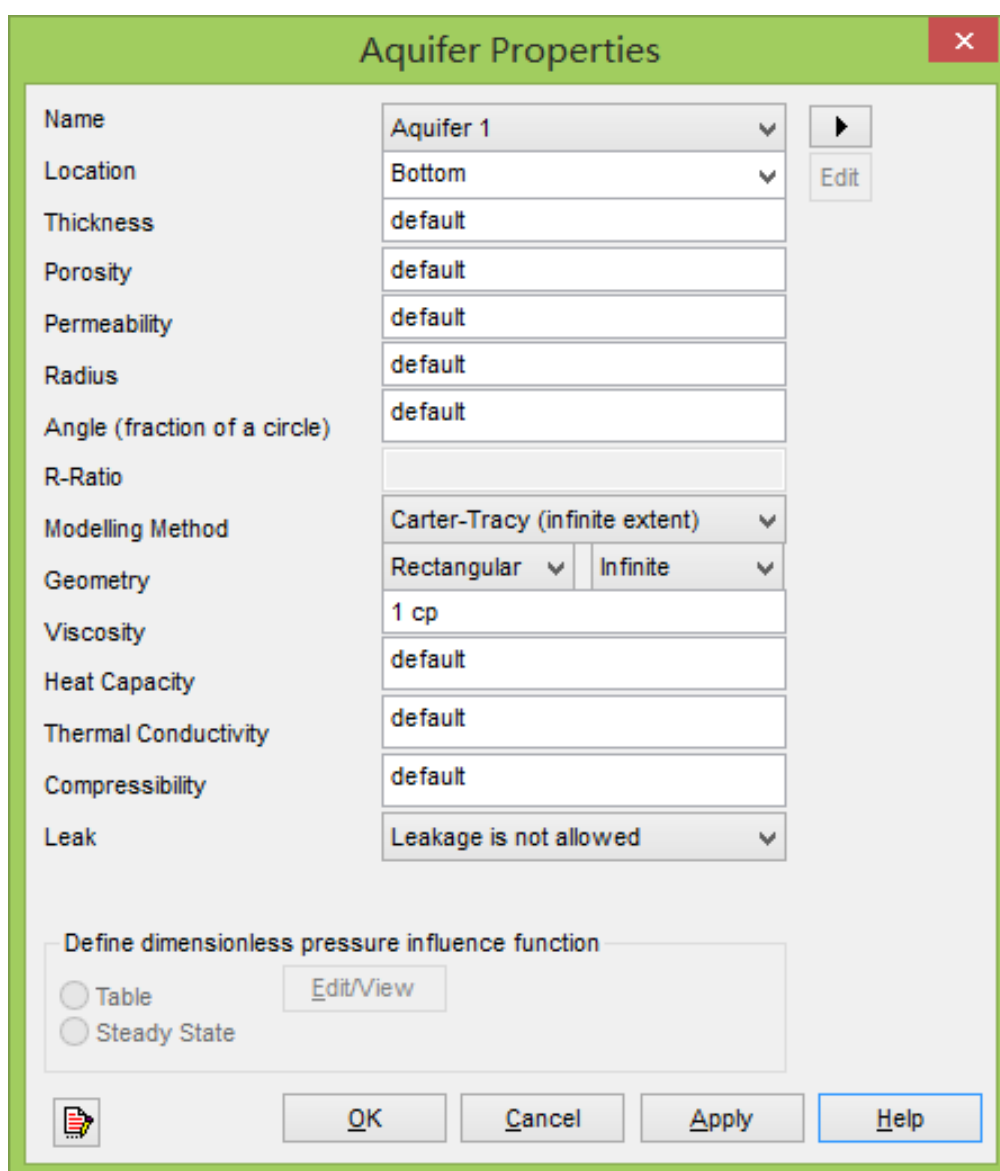 Aquifer Properties
Name Aquifer 1
Location Bottom Edit
Thickness default
Porosity default
Permeability default
Radius default
Angle (fraction of a circle) default
R-Ratio
Modelling Method Carter-Tracy (infinite extent)
Geometry Rectangular Infinite
Viscosity 1 cp
Heat Capacity default
Thermal Conductivity default
Compressibility default
Leak Leakage is not allowed
Define dimensionless pressure influence function
Table Edit/View
Steady State
OK Cancel Apply Help